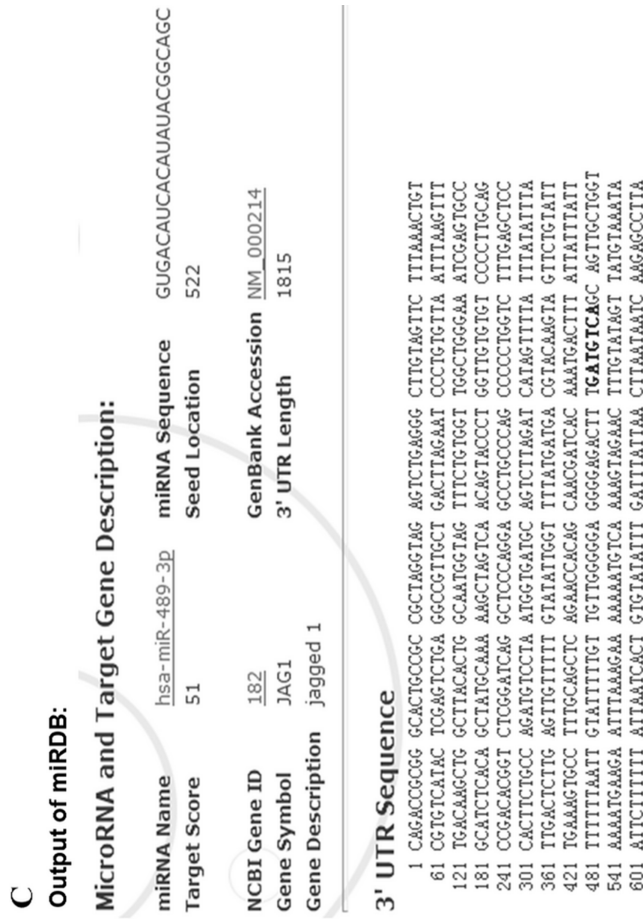 C
Output of miRDB:
MicroRNA and Target Gene Description:
miRNA Name hsa-miR-489-3p miRNA Sequence GUGACAUCACAUAUACGGCAGC
Target Score 51 Seed Location 522
NCBI Gene ID 182 GenBank Accession NM_000214
Gene Symbol JAG1 3' UTR Length 1815
Gene Description jagged 1
3' UTR Sequence
1 CAGACCGCGG GCACTGCCGC CGCTAGGTAG AGTCTGAGGG CTTGTAGTTC TTTAAACTGT
61 CGTGTCATAC TCGAGTCTGA GGCCGTTGCT GACTTAGAAT CCCTGTGTTA ATTTAAGTTT
121 TGACAAGCTG GCTTACACTG GCAATGGTAG TTTCTGTGGT TGGCTGGGAA ATCGAGTGCC
181 GCATCTCACA GCTATGCAAA AAGCTAGTCA ACAGTACCCT GGTTGTGTGT CCCCTTGCAG
241 CCGACACGGT CTCGGATCAG GCTCCCAGGA GCCTGCCCAG CCCCCTGGTC TTTGAGCTCC
301 CACTTCTGCC AGATGTCCTA ATGGTGATGC AGTCTTAGAT CATAGTTTTA TTTATATTTA
361 TTGACTCTTG AGTTGTTTTT GTATATTGGT TTTATGATGA CGTACAAGTA GTTCTGTATT
421 TGAAAGTGCC TTTGCAGCTC AGAACCACAG CAACGATCAC AAATGACTTT ATTATTTATT
481 TTTTTTAATT GTATTTTTGT TGTTGGGGGA GGGGAGACTT TGATGTCAGC AGTTGCTGGT
541 AAAATGAAGA ATTTAAAGAA AAAAATGTCA AAAGTAGAAC TTTGTATAGT TATGTAAATA
601 ATTCTTTTTT ATTAATCACT GTGTATATTT GATTTATTAA CTTAATAATC AAGAGCCTTA